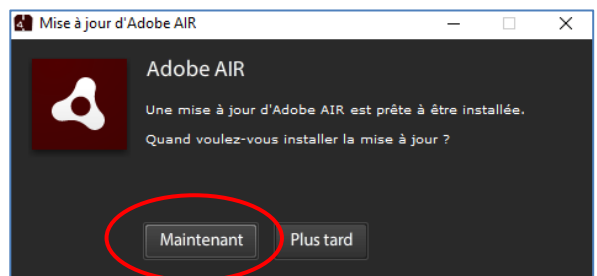 Mise à jour d'Adobe AIR
Adobe AIR
Une mise à jour d'Adobe AIR est prête à être installée.
Quand voulez-vous installer la mise à jour ?
Maintenant Plus tard